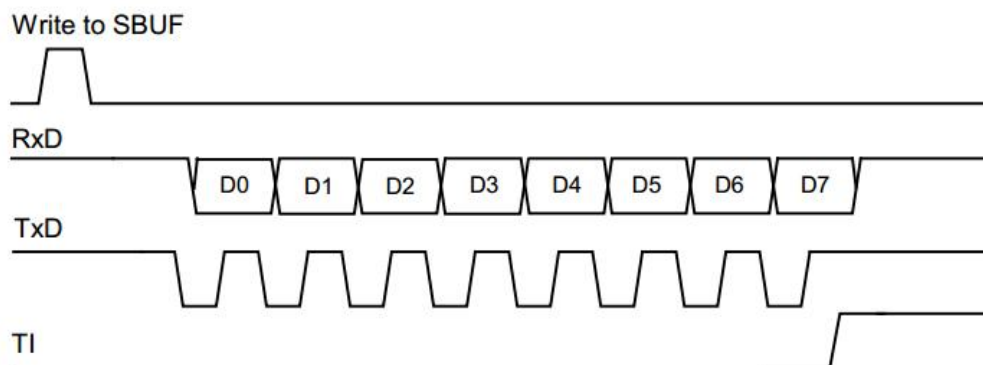 Write to SBUF
RxD
D0 D1 D2 D3 D4 D5 D6 D7
TxD
TI